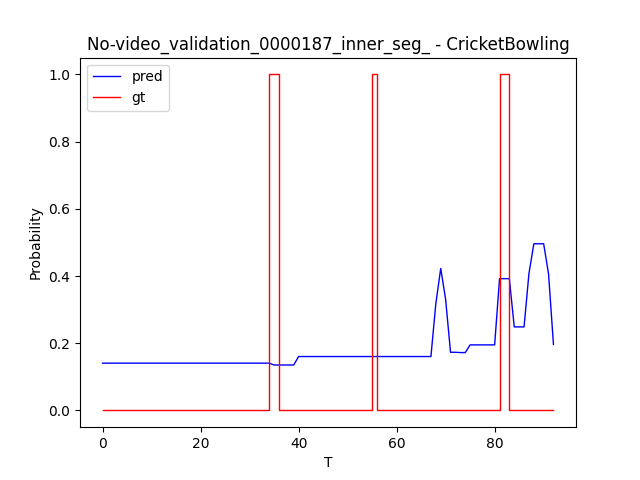 No-video_validation_0000187_inner_seg_ - CricketBowling
pred
gt
1.0
0.8
0.6
0.4
0.2
0.0
Probability
0 20 40 60 80
T